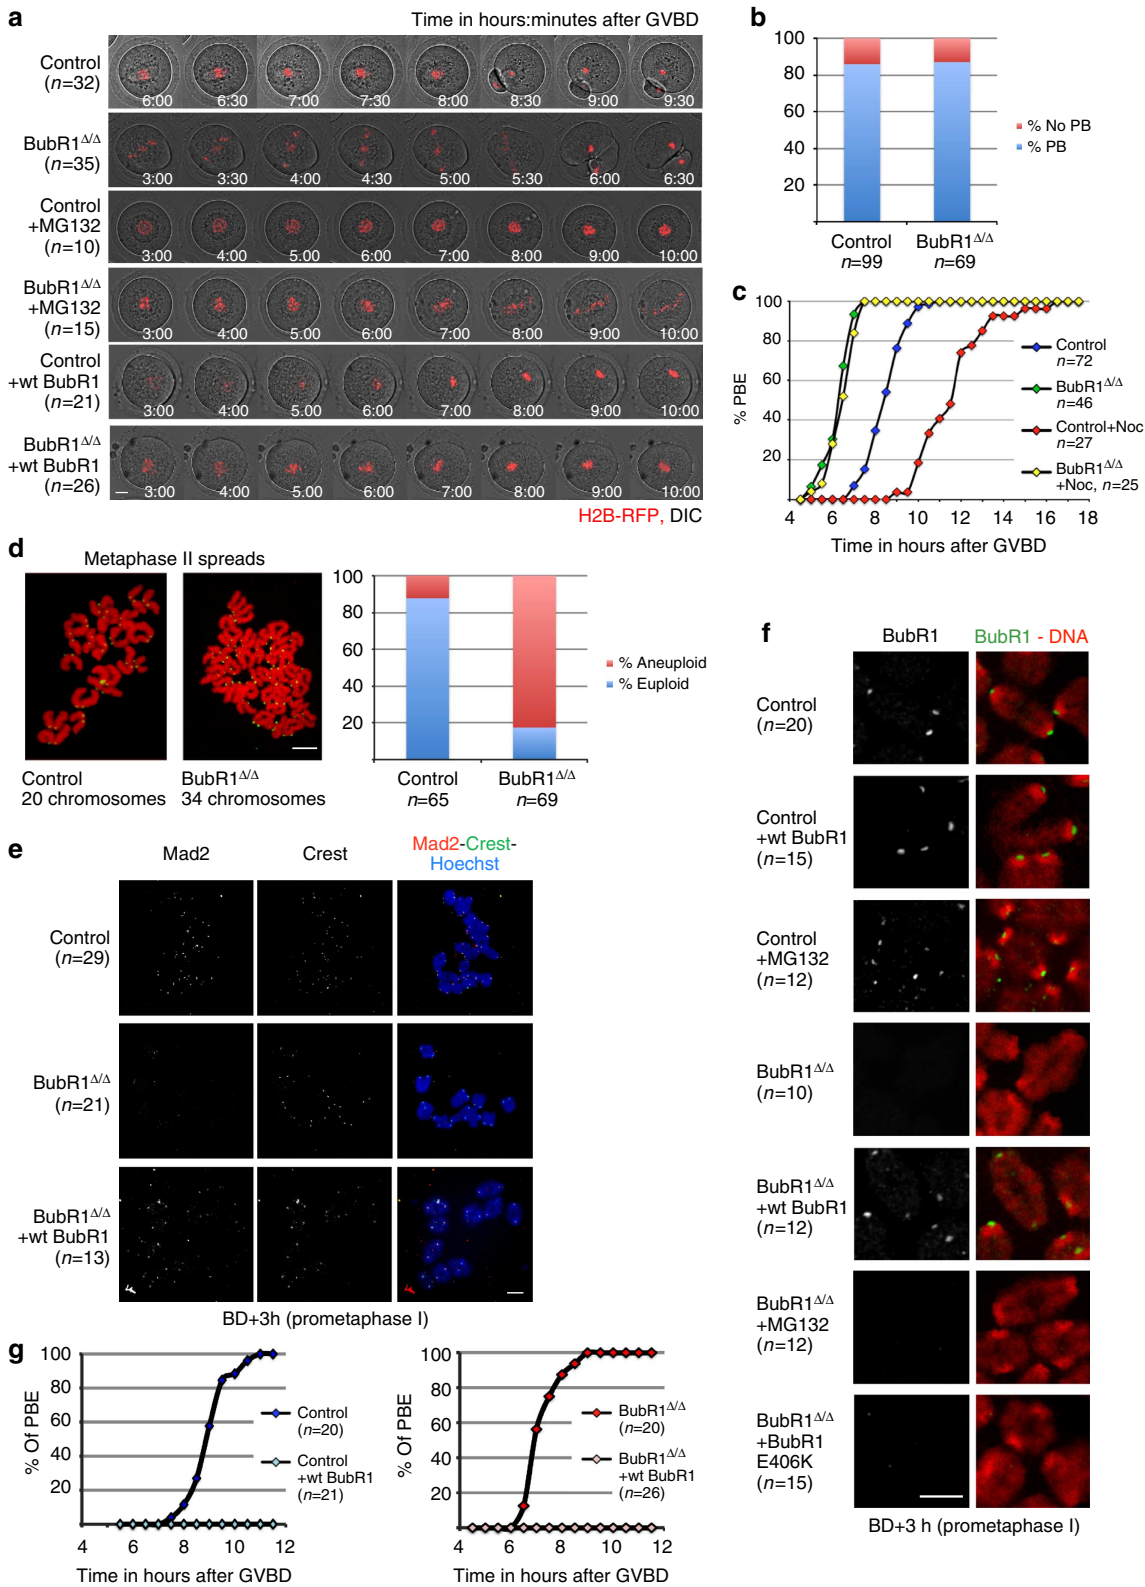 a
Time in hours:minutes after GVBD
Control
(n=32)
6:00 6:30 7:00 7:30 8:00 8:30 9:00 9:30
BubR1Δ/Δ
(n=35)
3:00 3:30 4:00 4:30 5:00 5:30 6:00 6:30
Control
+MG132
(n=10)
3:00 4:00 5.00 6:00 7:00 8:00 9:00 10:00
BubR1Δ/Δ
+MG132
(n=15)
3:00 4:00 5:00 6:00 7:00 8:00 9:00 10:00
Control
+wt BubR1
(n=21)
3:00 4:00 5:00 6:00 7:00 8:00 9:00 10:00
BubR1Δ/Δ
+wt BubR1
(n=26)
3:00 4:00 5:00 6:00 7:00 8:00 9:00 10:00
H2B-RFP, DIC
b
100
80
60
40
20
% No PB
% PB
Control
n=99
BubR1Δ/Δ
n=69
c
100
80
60
40
20
% PBE
Control
n=72
BubR1Δ/Δ
n=46
Control+Noc
n=27
BubR1Δ/Δ
+Noc, n=25
4 6 8 10 12 14 16 18
Time in hours after GVBD
d
Metaphase II spreads
Control
20 chromosomes
BubR1Δ/Δ
34 chromosomes
100
80
60
40
20
% Aneuploid
% Euploid
Control
n=65
BubR1Δ/Δ
n=69
e
Mad2
Crest
Mad2-Crest-
Hoechst
Control
(n=29)
BubR1Δ/Δ
(n=21)
BubR1Δ/Δ
+wt BubR1
(n=13)
BD+3h (prometaphase I)
f
BubR1
BubR1 - DNA
Control
(n=20)
Control
+wt BubR1
(n=15)
Control
+MG132
(n=12)
BubR1Δ/Δ
(n=10)
BubR1Δ/Δ
+wt BubR1
(n=12)
BubR1Δ/Δ
+MG132
(n=12)
BubR1Δ/Δ
+BubR1
E406K
(n=15)
BD+3 h (prometaphase I)
g
100
80
60
40
20
% Of PBE
Control
(n=20)
Control
+wt BubR1
(n=21)
4 6 8 10 12
Time in hours after GVBD
100
80
60
40
20
% Of PBE
BubR1Δ/Δ
(n=20)
BubR1Δ/Δ
+wt BubR1
(n=26)
4 6 8 10 12
Time in hours after GVBD